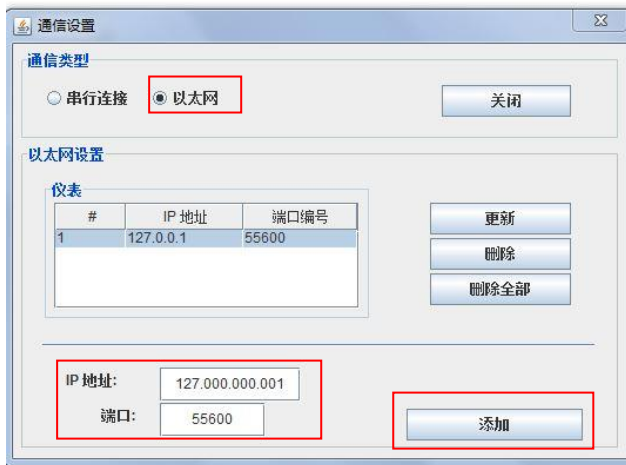 通信设置
通信类型
串行连接 以太网 关闭
以太网设置
仪表
# IP 地址 端口编号
1 127.0.0.1 55600
更新
删除
删除全部
IP 地址: 127.000.000.001
端口: 55600
添加